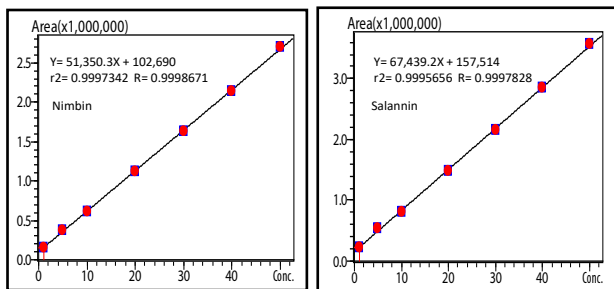 Area(x1,000,000)
Y= 51,350.3X + 102,690
r2= 0.9997342 R= 0.9998671
Nimbin
2.5
2.0
1.5
1.0
0.5
0.0
0 10 20 30 40 Conc.
Area(x1,000,000)
Y= 67,439.2x + 157,514
r2= 0.9995656 R= 0.9997828
Salannin
3.0
2.0
1.0
0.0
0 10 20 30 40 Conc.